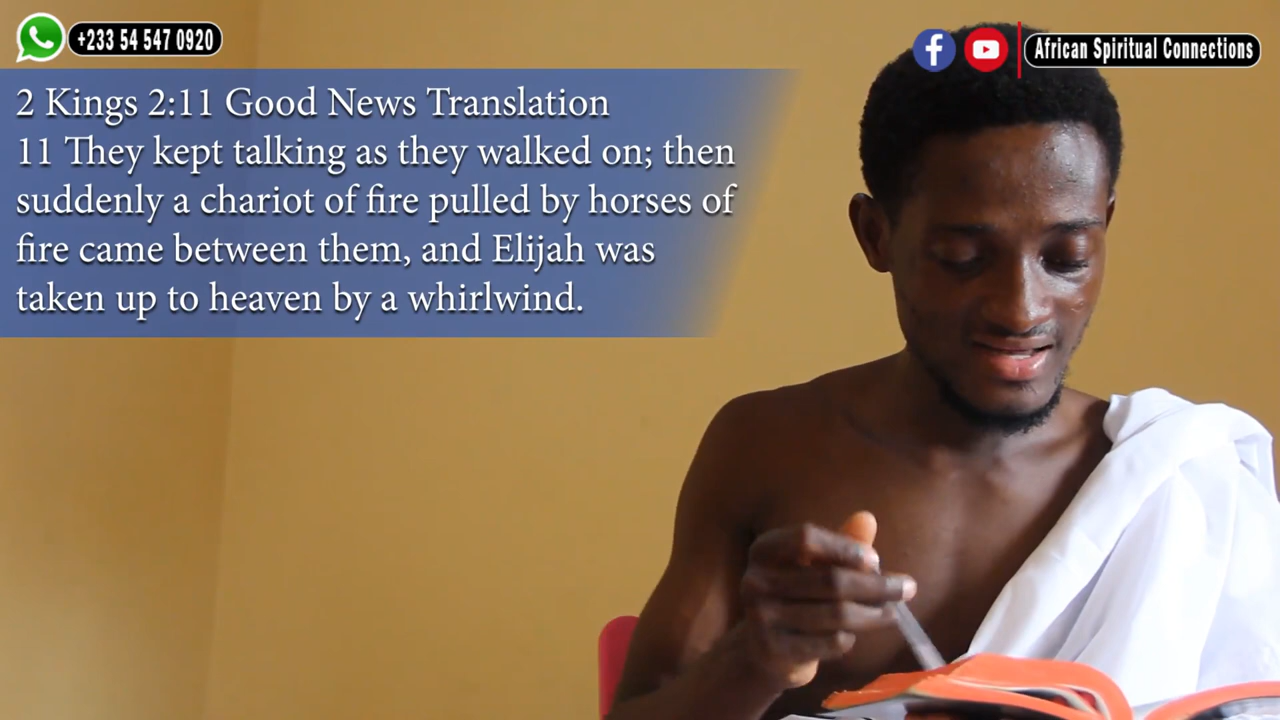 +233 54 547 0920
African Spiritual Connections
2 Kings 2:11 Good News Translation
11 They kept talking as they walked on; then
suddenly a chariot of fire pulled by horses of
fire came between them, and Elijah was
taken up to heaven by a whirlwind.